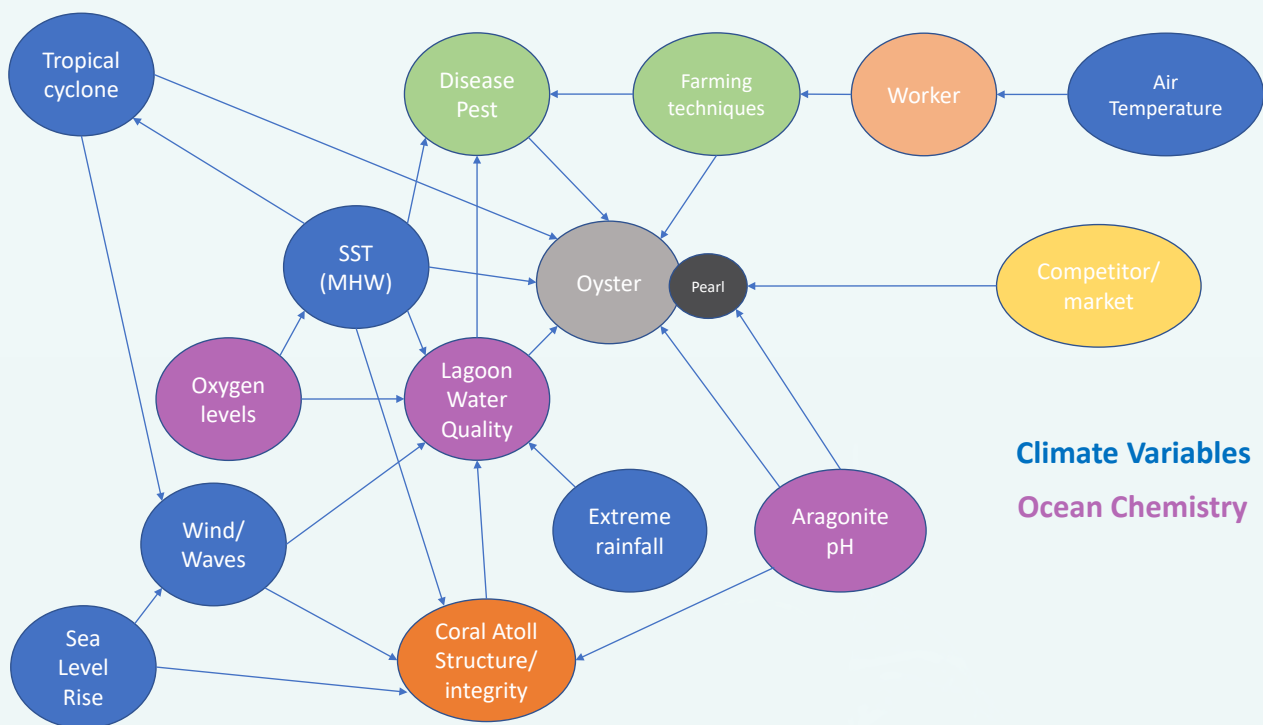 Tropical
cyclone
Disease
Pest
Farming
techniques
Worker
Air
Temperature
SST
(MHW)
Oyster
Pearl
Competitor/
market
Oxygen
levels
Lagoon
Water
Quality
Climate Variables
Ocean Chemistry
Wind/
Waves
Extreme
rainfall
Aragonite
pH
Sea
Level
Rise
Coral Atoll
Structure/
integrity